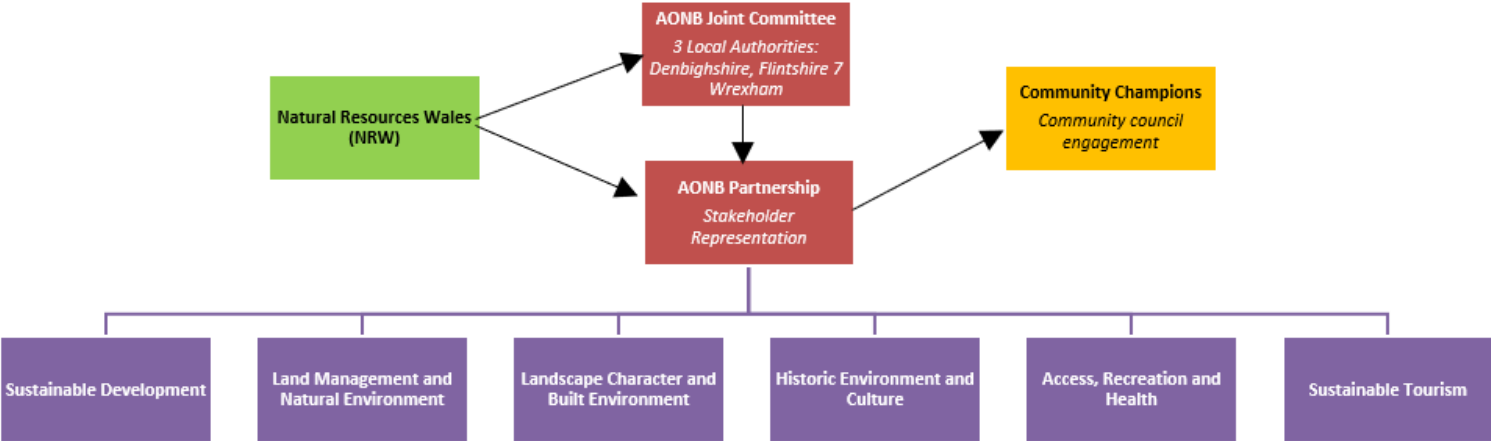 AONB Joint Committee
3 Local Authorities:
Denbighshire, Flintshire 7
Wrexham
Natural Resources Wales
(NRW)
Community Champions
Community council
engagement
AONB Partnership
Stakeholder
Representation
Sustainable Development
Land Management and
Natural Environment
Landscape Character and
Built Environment
Historic Environment and
Culture
Access, Recreation and
Health
Sustainable Tourism